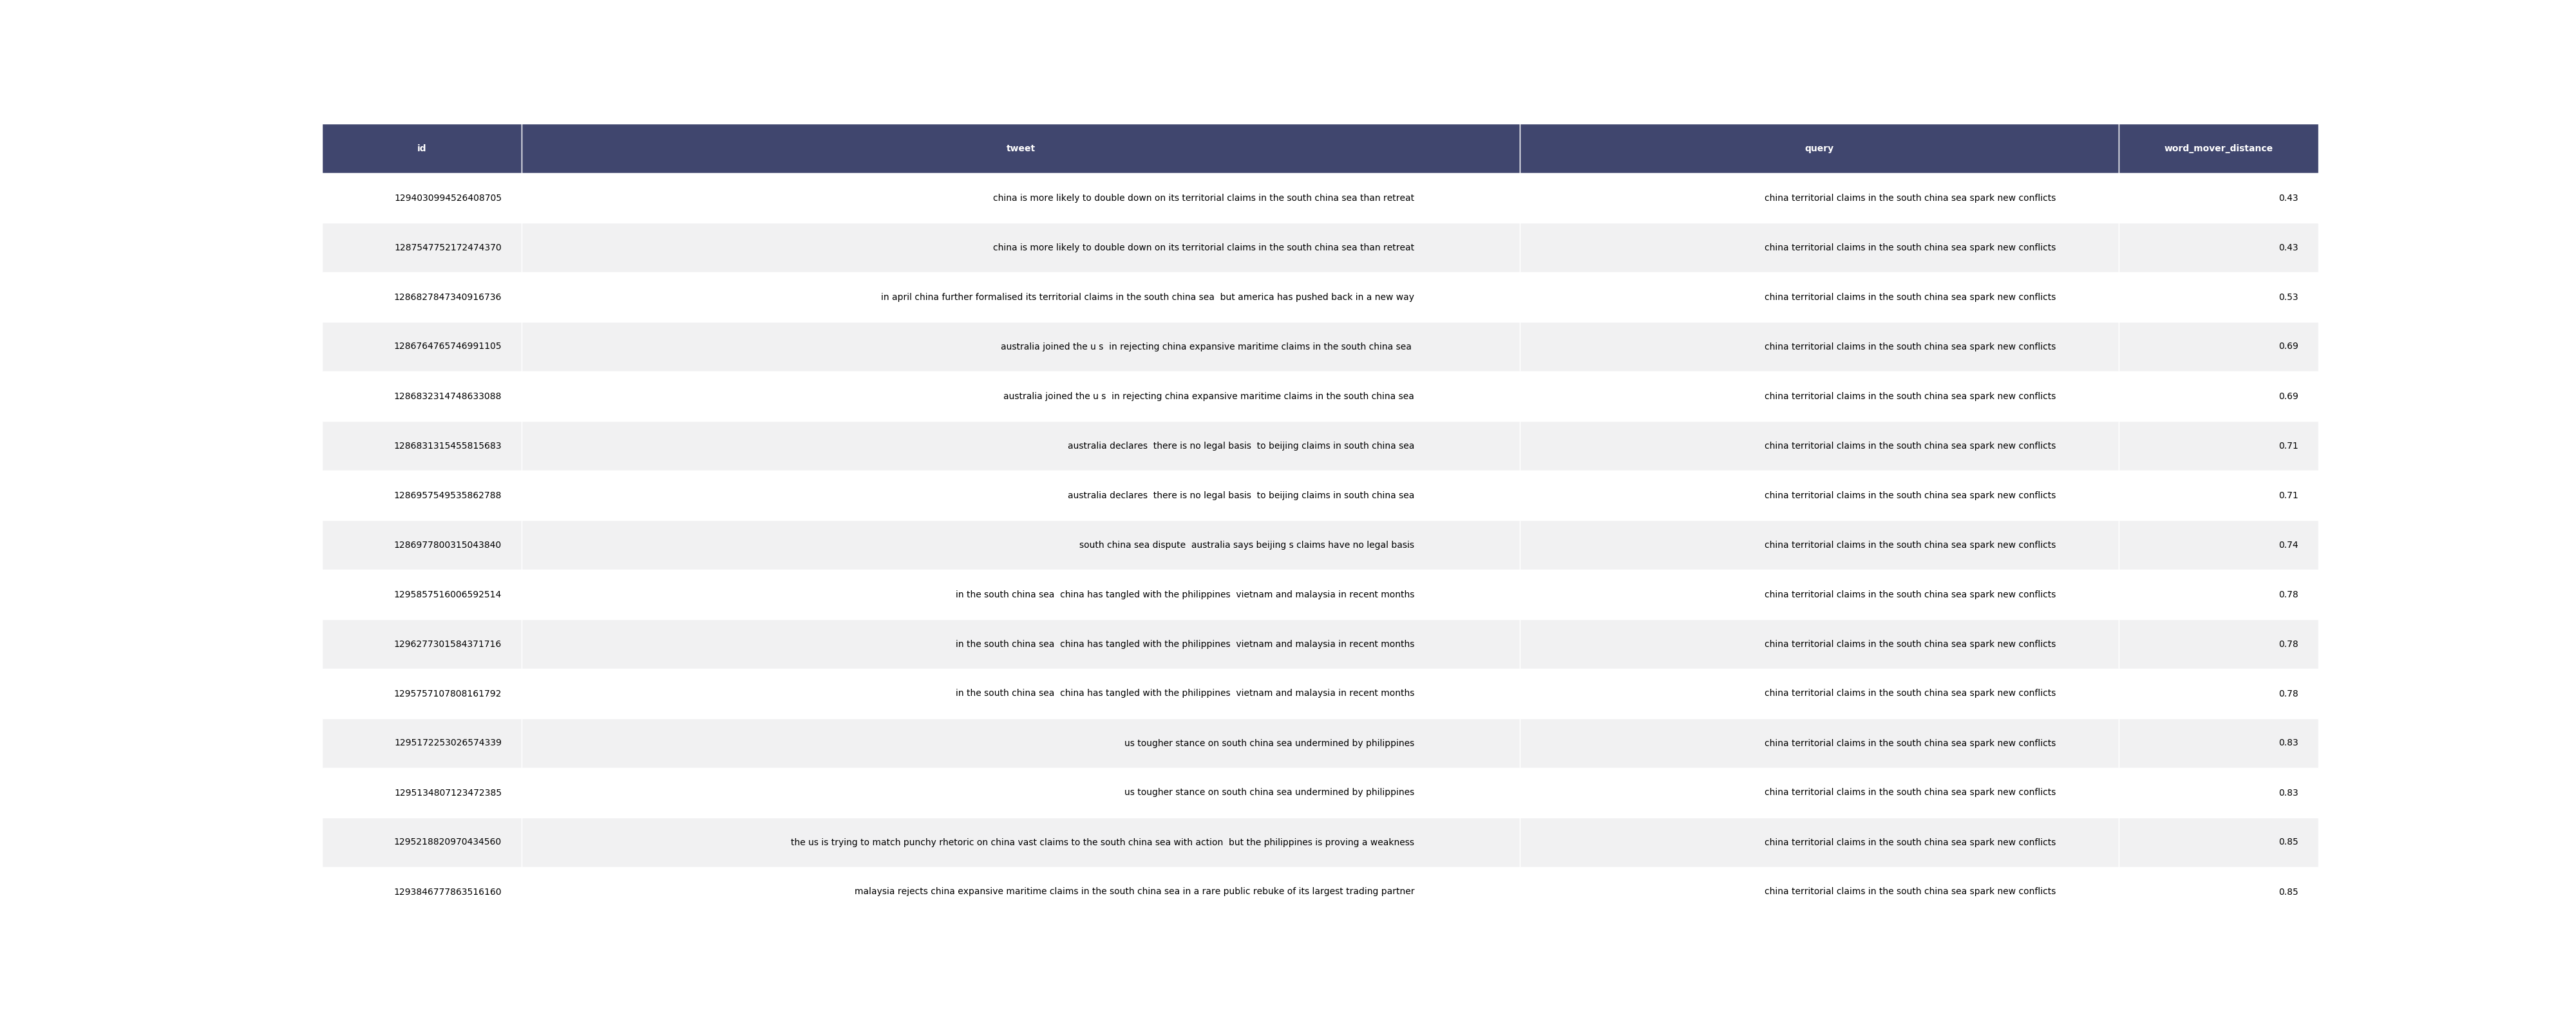 id tweet query word_mover_distance
1294030994526408705 china is more likely to double down on its territorial claims in the south china sea than retreat china territorial claims in the south china sea spark new conflicts 0.43
1287547752172474370 china is more likely to double down on its territorial claims in the south china sea than retreat china territorial claims in the south china sea spark new conflicts 0.43
1286827847340916736 in april china further formalised its territorial claims in the south china sea  but america has pushed back in a new way china territorial claims in the south china sea spark new conflicts 0.53
1286764765746991105 australia joined the u s  in rejecting china expansive maritime claims in the south china sea china territorial claims in the south china sea spark new conflicts 0.69
1286832314748633088 australia joined the u s  in rejecting china expansive maritime claims in the south china sea china territorial claims in the south china sea spark new conflicts 0.69
1286831315455815683 australia declares  there is no legal basis  to beijing claims in south china sea china territorial claims in the south china sea spark new conflicts 0.71
1286957549535862788 australia declares  there is no legal basis  to beijing claims in south china sea china territorial claims in the south china sea spark new conflicts 0.71
1286977800315043840 south china sea dispute  australia says beijing s claims have no legal basis china territorial claims in the south china sea spark new conflicts 0.74
1295857516006592514 in the south china sea  china has tangled with the philippines  vietnam and malaysia in recent months china territorial claims in the south china sea spark new conflicts 0.78
1296277301584371716 in the south china sea  china has tangled with the philippines  vietnam and malaysia in recent months china territorial claims in the south china sea spark new conflicts 0.78
1295757107808161792 in the south china sea  china has tangled with the philippines  vietnam and malaysia in recent months china territorial claims in the south china sea spark new conflicts 0.78
1295172253026574339 us tougher stance on south china sea undermined by philippines china territorial claims in the south china sea spark new conflicts 0.83
1295134807123472385 us tougher stance on south china sea undermined by philippines china territorial claims in the south china sea spark new conflicts 0.83
1295218820970434560 the us is trying to match punchy rhetoric on china vast claims to the south china sea with action  but the philippines is proving a weakness china territorial claims in the south china sea spark new conflicts 0.85
1293846777863516160 malaysia rejects china expansive maritime claims in the south china sea in a rare public rebuke of its largest trading partner china territorial claims in the south china sea spark new conflicts 0.85